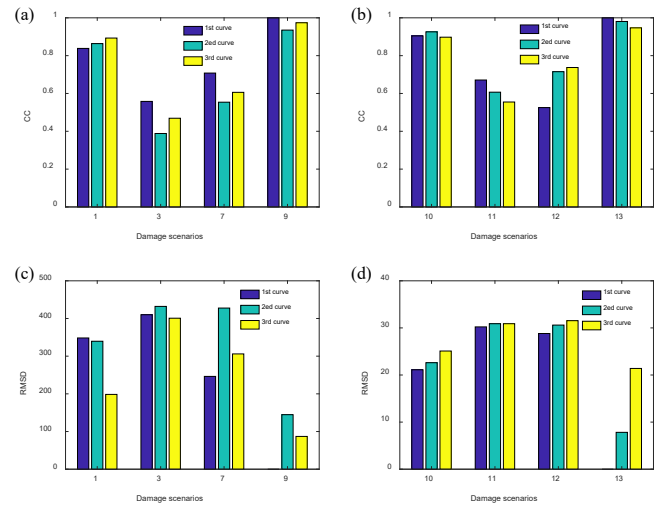 (a)
1
0.8
0.6
0.4
0.2
0
CC
1st curve
2ed curve
3rd curve
1 3 7 9
Damage scenarios
(b)
1
0.8
0.6
0.4
0.2
0
CC
1st curve
2ed curve
3rd curve
10 11 12 13
Damage scenarios
(c)
500
400
300
200
100
0
RMSD
1st curve
2ed curve
3rd curve
1 3 7 9
Damage scenarios
(d)
40
30
20
10
0
RMSD
1st curve
2ed curve
3rd curve
10 11 12 13
Damage scenarios